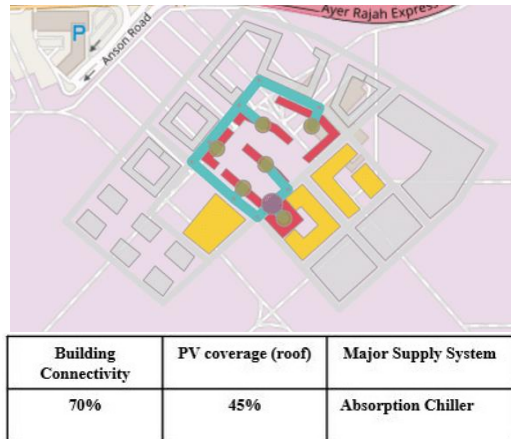 Ayer Rajah Express
P
Anson Road
Building Connectivity
PV coverage (roof)
Major Supply System
70%
45%
Absorption Chiller